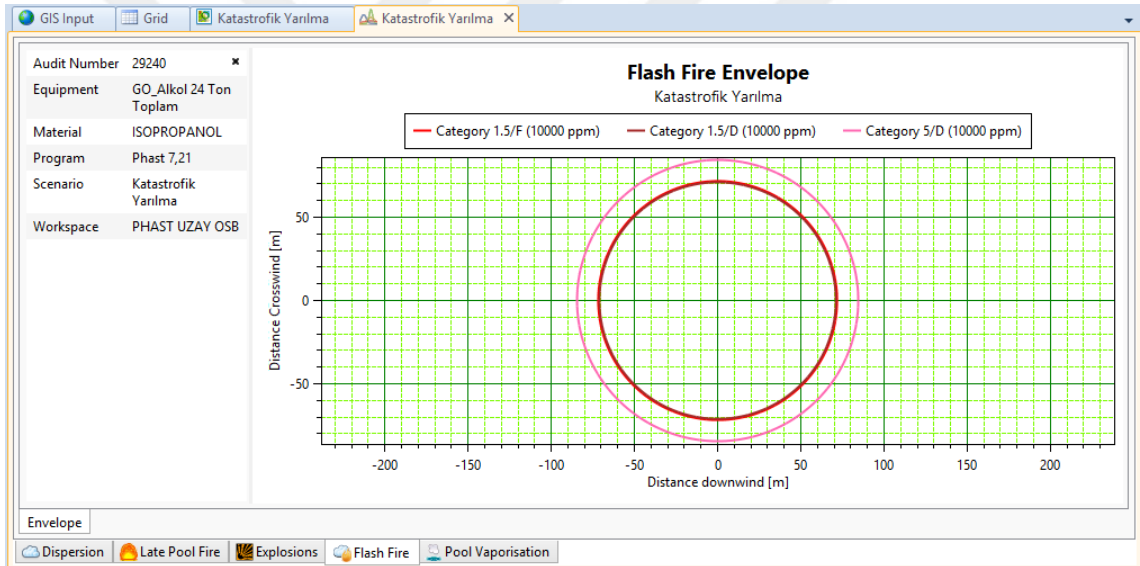 GIS Input
Grid
Katastrofik Yarılma
Katastrofik Yarılma
Audit Number 29240
Equipment GO_Alkol 24 Ton
Toplam
Material ISOPROPANOL
Program Phast 7,21
Scenario Katastrofik
Yarılma
Workspace PHAST UZAY OSB
Flash Fire Envelope
Katastrofik Yarılma
Category 1.5/F (10000 ppm) Category 1.5/D (10000 ppm) Category 5/D (10000 ppm)
Distance Crosswind [m]
50
0
-50
-200 -150 -100 -50 0 50 100 150 200
Distance downwind [m]
Envelope
Dispersion Late Pool Fire Explosions Flash Fire Pool Vaporisation